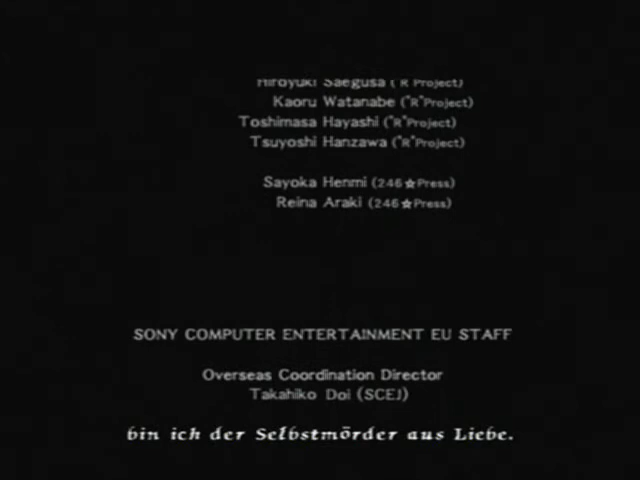 Hiroyuki Saegusa ("R"Project)
Kaoru Watanabe ("R"Project)
Toshimasa Hayashi ("R"Project)
Tsuyoshi Hanzawa ("R"Project)
Sayoka Henmi (246☆Press)
Reina Araki (246☆Press)
SONY COMPUTER ENTERTAINMENT EU STAFF
Overseas Coordination Director
Takahiko Doi (SCEJ)
bin ich der Selbstmörder aus Liebe.